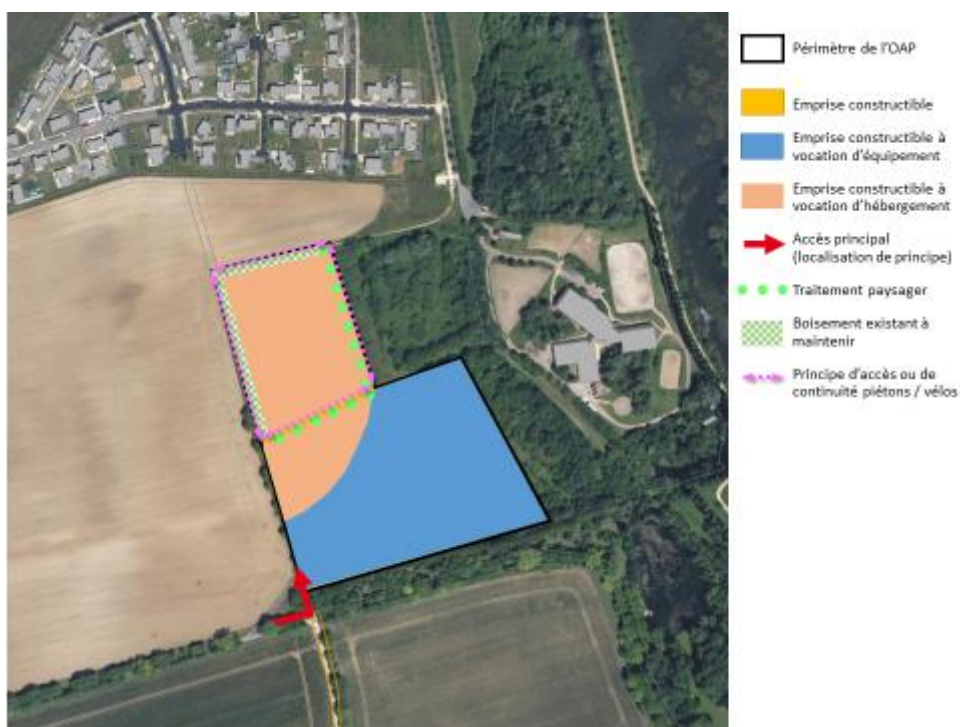 Périmètre de l'OAP
Emprise constructible
Emprise constructible à
vocation d'équipement
Emprise constructible à
vocation d'hébergement
Accès principal
(localisation de principe)
Traitement paysager
Boisement existant à
maintenir
Principe d'accès ou de
continuité piétons / vélos